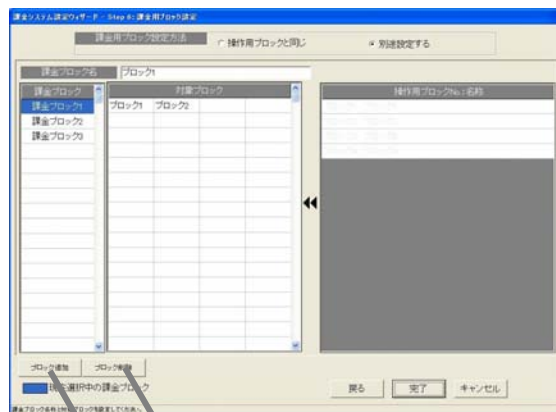 課金システム設定ウィザード - Step 6: 課金用ブロック設定
課金用ブロック設定方法
操作用ブロックと同じ
別途設定する
課金ブロック名
ブロック1
課金ブロック
対象ブロック
操作用ブロックNo.:名称
課金ブロック1
ブロック1 ブロック2
課金ブロック2
課金ブロック3
ブロック追加
ブロック削除
現在選択中の課金ブロック
戻る
完了
キャンセル